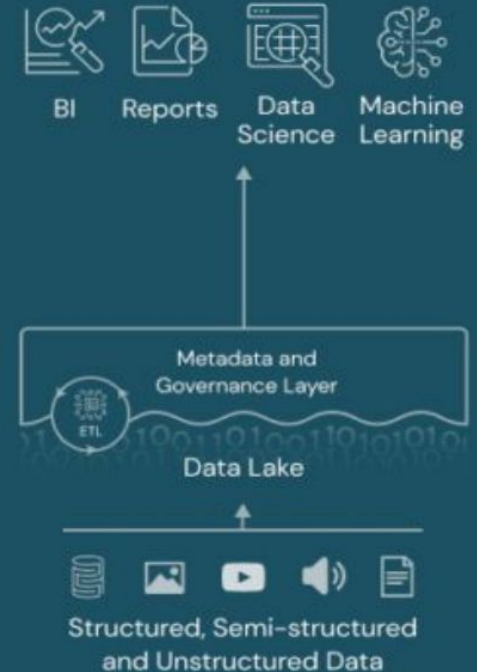 BI
Reports
Data
Science
Machine
Learning
Metadata and
Governance Layer
ETL
Data Lake
Structured, Semi-structured
and Unstructured Data